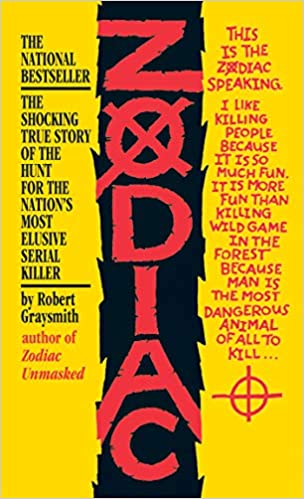 THE
NATIONAL
BESTSELLER
THE
SHOCKING
TRUE STORY
OF THE
HUNT
FOR THE
NATION'S
MOST
ELUSIVE
SERIAL
KILLER
by Robert
Graysmith
author of
Zodiac
Unmasked
ZODIAC
THIS
IS THE
ZODIAC
SPEAKING.
I LIKE
KILLING
PEOPLE
BECAUSE
IT IS SO
MUCH FUN.
IT IS MORE
FUN THAN
KILLING
WILD GAME
IN THE
FOREST
BECAUSE
MAN IS
THE MOST
DANGEROUS
ANIMAL
OF ALL TO
KILL...